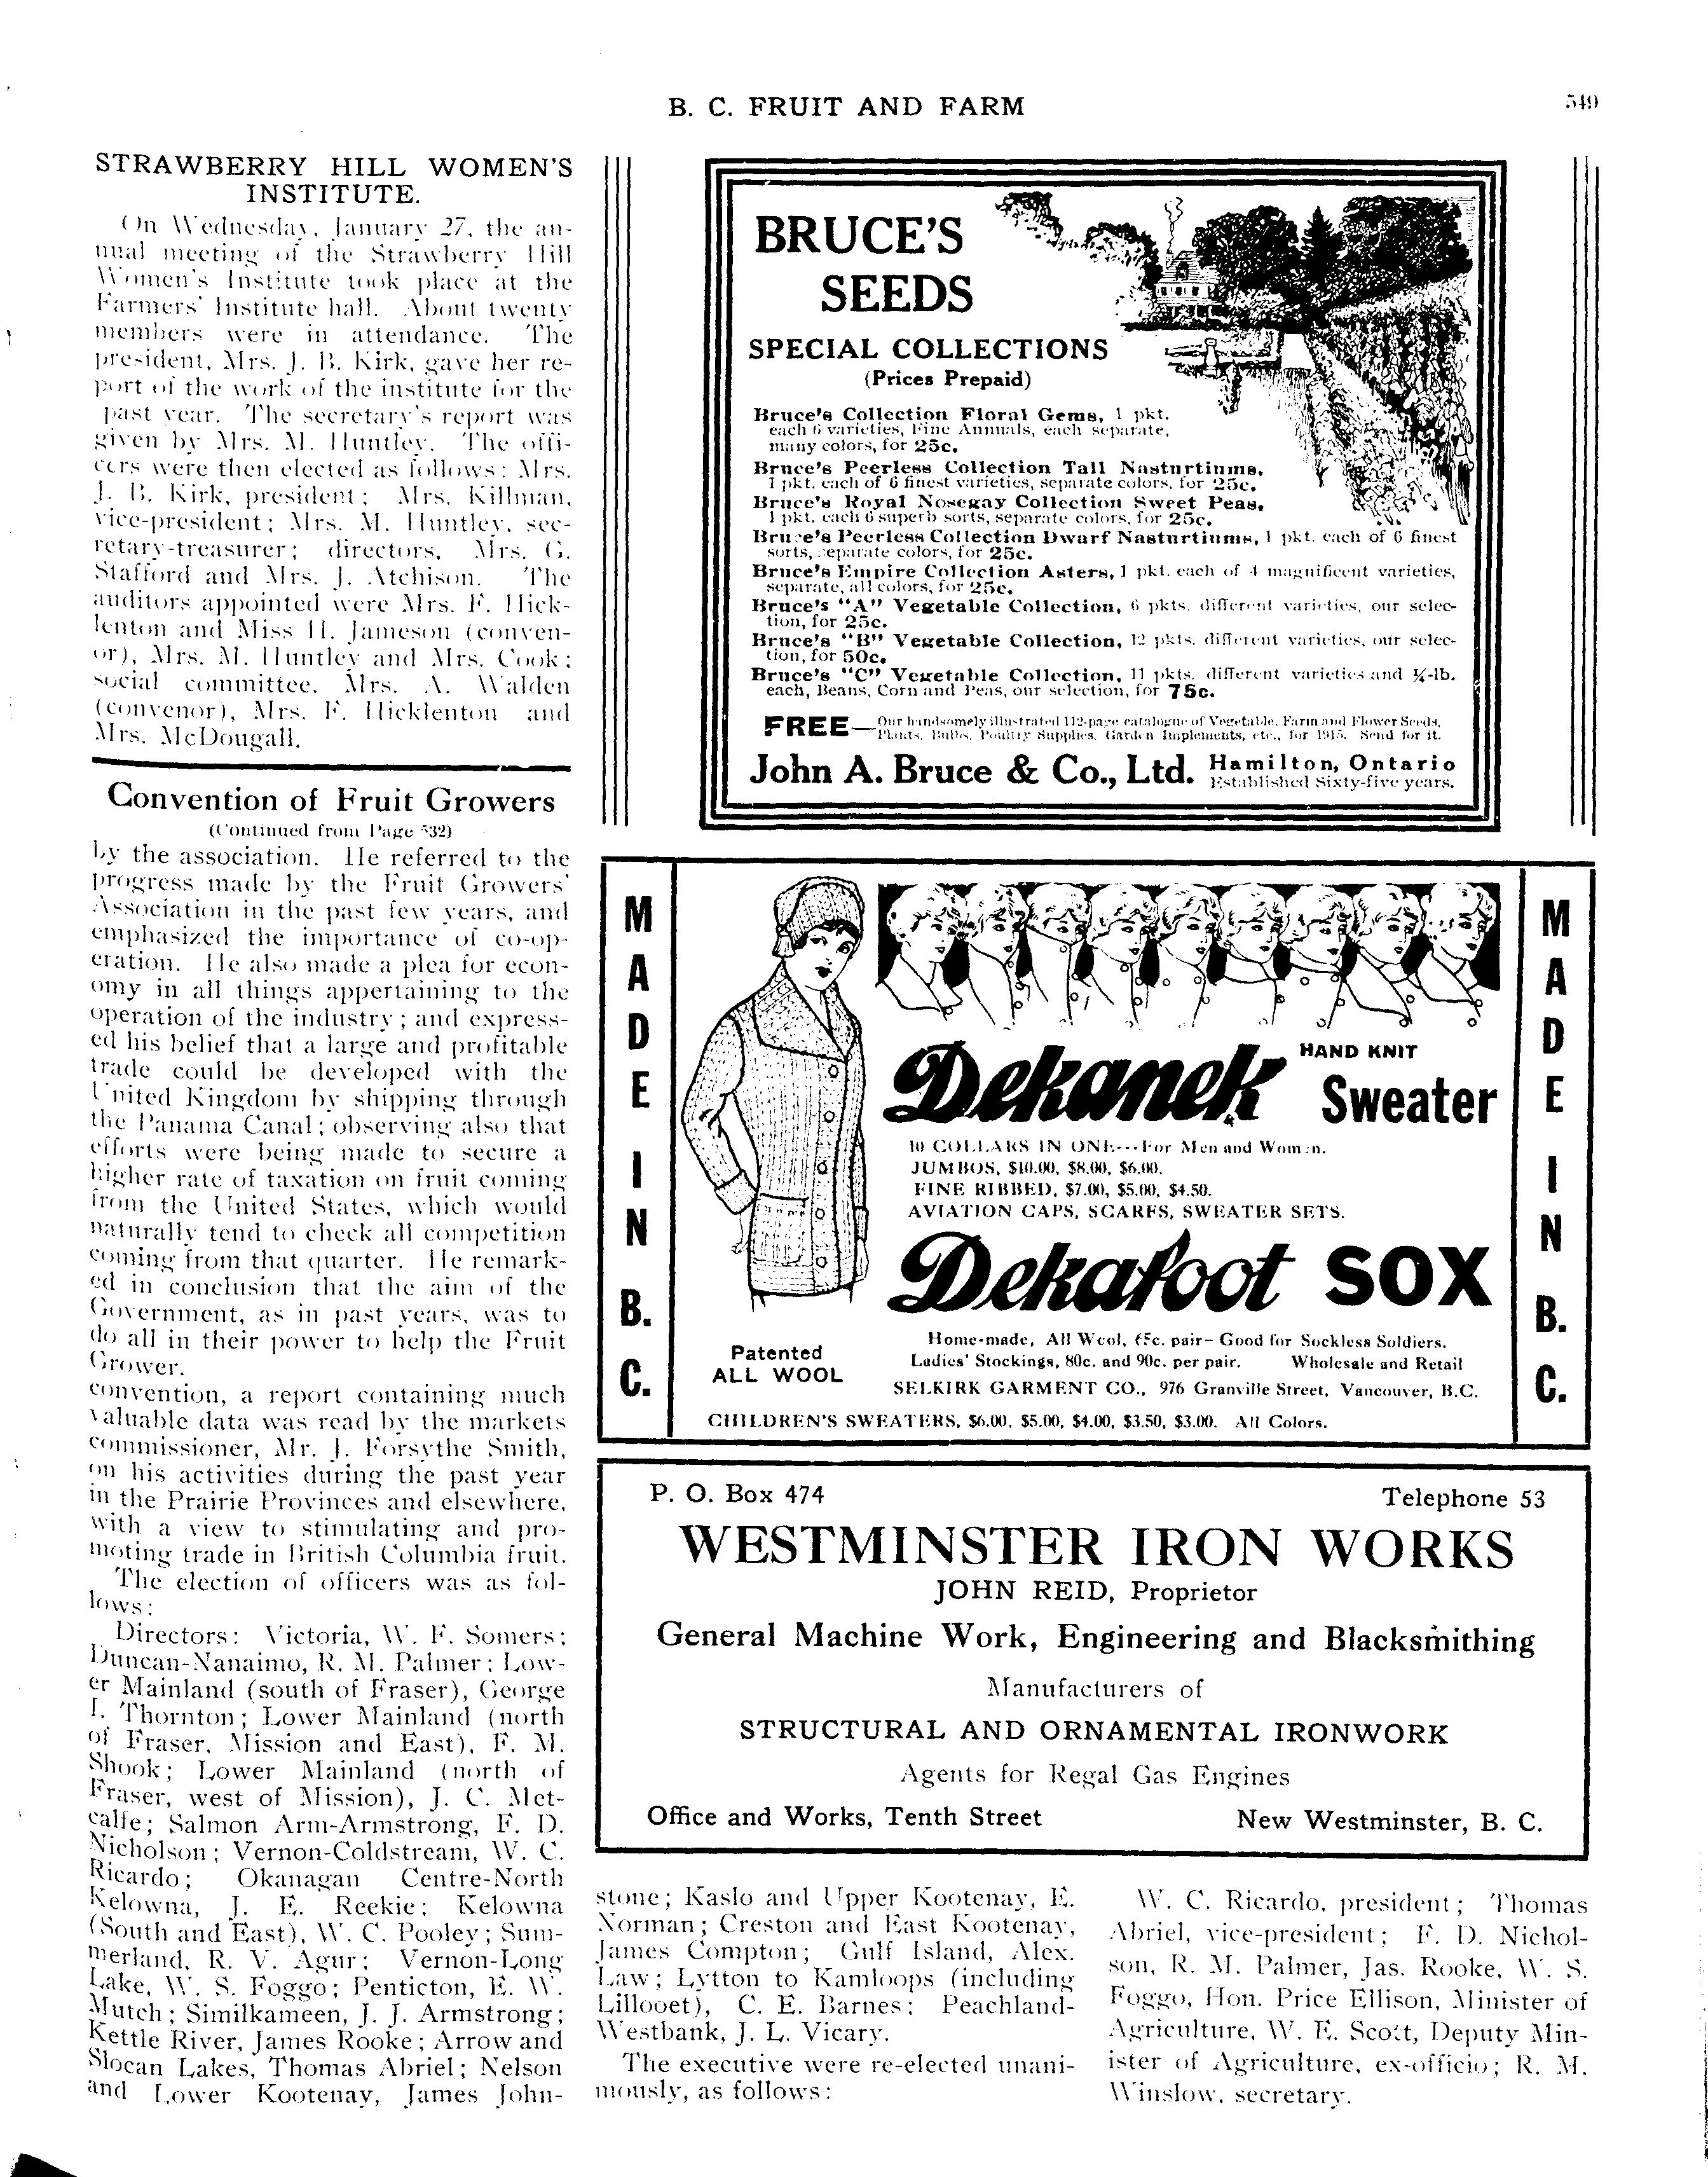 B. C. FRUIT AND FARM
549
STRAWBERRY HILL WOMEN'S
INSTITUTE.
On Wednesday, January 27, the an-
nual meeting of the Strawberry Hill
Women's Institute took place at the
Farmers' Institute hall. About twenty
members were in attendance. The
president, Mrs. J. B. Kirk, gave her re-
port of the work of the institute for the
past year. The secretary's report was
given by Mrs. M. Huntley. The offi-
cers were then elected as follows: Mrs.
J. B. Kirk, president; Mrs. Killman,
vice-president; Mrs. M. Huntley, sec-
retary-treasurer; directors, Mrs. G.
Stafford and Mrs. J. Atchison. The
auditors appointed were Mrs. F. Hick-
lenton and Miss H. Jameson (conven-
or), Mrs. M. Huntley and Mrs. Cook;
social committee, Mrs. A. Walden
(convenor), Mrs. F. Hicklenton and
Mrs. McDougall.
Convention of Fruit Growers
(Continued from Page 532)
by the association. He referred to the
progress made by the Fruit Growers'
Association in the past few years, and
emphasized the importance of co-op-
eration. He also made a plea for econ-
omy in all things appertaining to the
operation of the industry; and express-
ed his belief that a large and profitable
trade could be developed with the
United Kingdom by shipping through
the Panama Canal; observing also that
efforts were being made to secure a
higher rate of taxation on fruit coming
from the United States, which would
naturally tend to check all competition
coming from that quarter. He remark-
ed in conclusion that the aim of the
Government, as in past years, was to
do all in their power to help the Fruit
Grower.
convention, a report containing much
valuable data was read by the markets
commissioner, Mr. J. Forsythe Smith,
on his activities during the past year
in the Prairie Provinces and elsewhere,
with a view to stimulating and pro-
moting trade in British Columbia fruit.
The election of officers was as fol-
lows:
Directors: Victoria, W. F. Somers;
Duncan-Nanaimo, R. M. Palmer; Low-
er Mainland (south of Fraser), George
I. Thornton; Lower Mainland (north
of Fraser, Mission and East), F. M.
Shook; Lower Mainland (north of
Fraser, west of Mission), J. C. Met-
calfe; Salmon Arm-Armstrong, F. D.
Nicholson; Vernon-Coldstream, W. C.
Ricardo; Okanagan Centre-North
Kelowna, J. E. Reekie; Kelowna
(South and East), W. C. Pooley; Sum-
merland, R. V. Agur; Vernon-Long
Lake, W. S. Foggo; Penticton, E. W.
Mutch; Similkameen, J. J. Armstrong;
Kettle River, James Rooke; Arrow and
Slocan Lakes, Thomas Abriel; Nelson
and Lower Kootenay, James John-
BRUCE'S
SEEDS
SPECIAL COLLECTIONS
(Prices Prepaid)
Bruce's Collection Floral Gems, 1 pkt.
each 6 varieties, Fine Annuals, each separate,
many colors, for 25c.
Bruce's Peerless Collection Tall Nasturtiums,
1 pkt. each of 6 finest varieties, separate colors, for 25c.
Bruce's Royal Nosegay Collection Sweet Peas,
1 pkt. each 6 superb sorts, separate colors, for 25c.
Bruce's Peerless Collection Dwarf Nasturtiums, 1 pkt. each of 6 finest
sorts, separate colors, for 25c.
Bruce's Empire Collection Asters, 1 pkt. each of 4 magnificent varieties,
separate, all colors, for 25c.
Bruce's "A" Vegetable Collection, 6 pkts. different varieties, our selec-
tion, for 25c.
Bruce's "B" Vegetable Collection, 12 pkts. different varieties, our selec-
tion, for 50c.
Bruce's "C" Vegetable Collection, 11 pkts. different varieties and ¼-lb.
each, Beans, Corn and Peas, our selection, for 75c.
FREE—Our handsomely illustrated 112-page catalogue of Vegetable, Farm and Flower Seeds,
Plants, Bulbs, Poultry Supplies, Garden Implements, etc., for 1915. Send for it.
John A. Bruce & Co., Ltd. Hamilton, Ontario
Established Sixty-five years.
MADE IN B. C.
Dekanek HAND KNIT
Sweater
10 COLLARS IN ONE---For Men and Women.
JUMBOS, $10.00, $8.00, $6.00.
FINE RIBBED, $7.00, $5.00, $4.50.
AVIATION CAPS, SCARFS, SWEATER SETS.
Dekafoot SOX
Patented
ALL WOOL
Home-made, All Wool, 65c. pair- Good for Sockless Soldiers.
Ladies' Stockings, 80c. and 90c. per pair. Wholesale and Retail
SELKIRK GARMENT CO., 976 Granville Street, Vancouver, B.C.
CHILDREN'S SWEATERS, $6.00, $5.00, $4.00, $3.50, $3.00. All Colors.
MADE IN B. C.
P. O. Box 474
Telephone 53
WESTMINSTER IRON WORKS
JOHN REID, Proprietor
General Machine Work, Engineering and Blacksmithing
Manufacturers of
STRUCTURAL AND ORNAMENTAL IRONWORK
Agents for Regal Gas Engines
Office and Works, Tenth Street
New Westminster, B. C.
stone; Kaslo and Upper Kootenay, E.
Norman; Creston and East Kootenay,
James Compton; Gulf Island, Alex.
Law; Lytton to Kamloops (including
Lillooet), C. E. Barnes; Peachland-
Westbank, J. L. Vicary.
The executive were re-elected unani-
mously, as follows:
W. C. Ricardo, president; Thomas
Abriel, vice-president; F. D. Nichol-
son, R. M. Palmer, Jas. Rooke, W. S.
Foggo, Hon. Price Ellison, Minister of
Agriculture, W. E. Scott, Deputy Min-
ister of Agriculture, ex-officio; R. M.
Winslow, secretary.